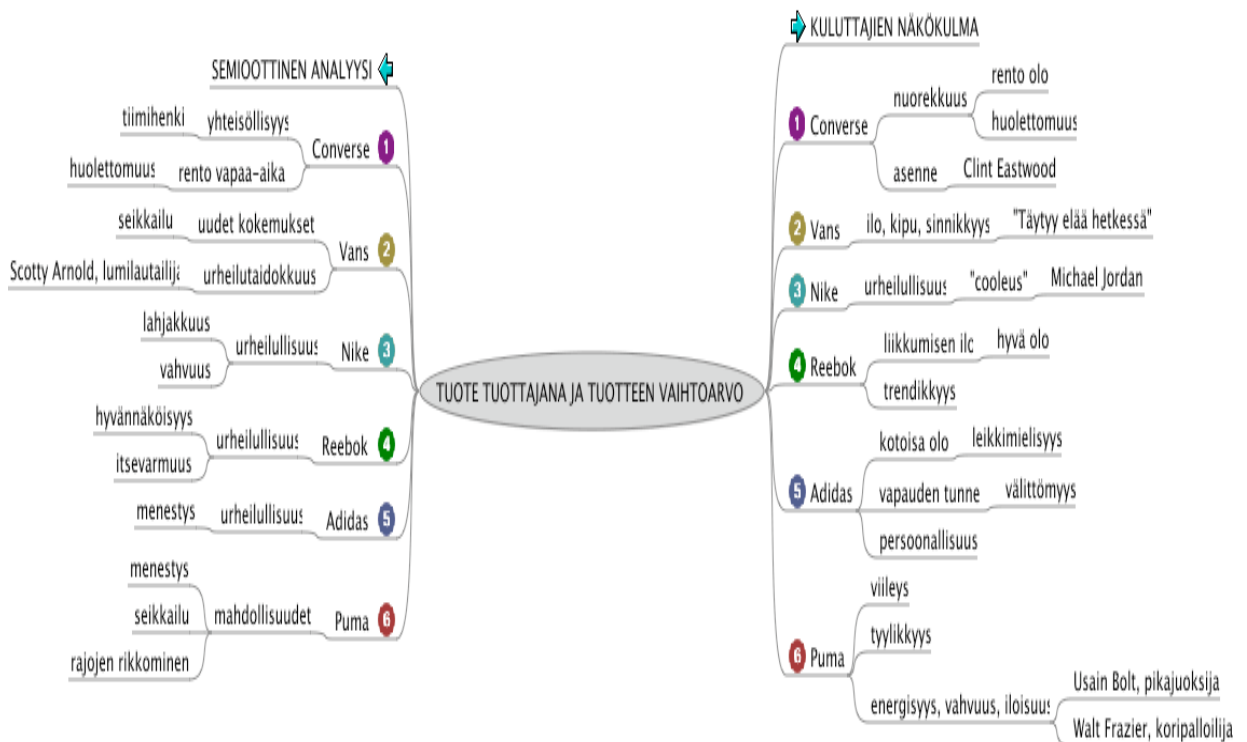 TUOTE TUOTTAJANA JA TUOTTEEN VAIHTOARVO
SEMIOOTTINEN ANALYYSI
1 Converse
yhteisöllisyys
tiimihenki
rento vapaa-aika
huolettomuus
2 Vans
uudet kokemukset
seikkailu
urheilutaidokkuus
Scotty Arnold, lumilautailija
3 Nike
urheilullisuus
lahjakkuus
vahvuus
4 Reebok
urheilullisuus
hyvännäköisyys
itsevarmuus
5 Adidas
urheilullisuus
menestys
6 Puma
mahdollisuudet
menestys
seikkailu
rajojen rikkominen
KULUTTAJIEN NÄKÖKULMA
1 Converse
nuorekkuus
rento olo
huolettomuus
asenne
Clint Eastwood
2 Vans
ilo, kipu, sinnikkyys
"Täytyy elää hetkessä"
3 Nike
urheilullisuus
"cooleus"
Michael Jordan
4 Reebok
liikkumisen ilo
hyvä olo
trendikkyys
5 Adidas
kotoisa olo
leikkimielisyys
vapauden tunne
välittömyys
persoonallisuus
6 Puma
viileys
tyylikkyys
energisyys, vahvuus, iloisuus
Usain Bolt, pikajuoksija
Walt Frazier, koripalloilija